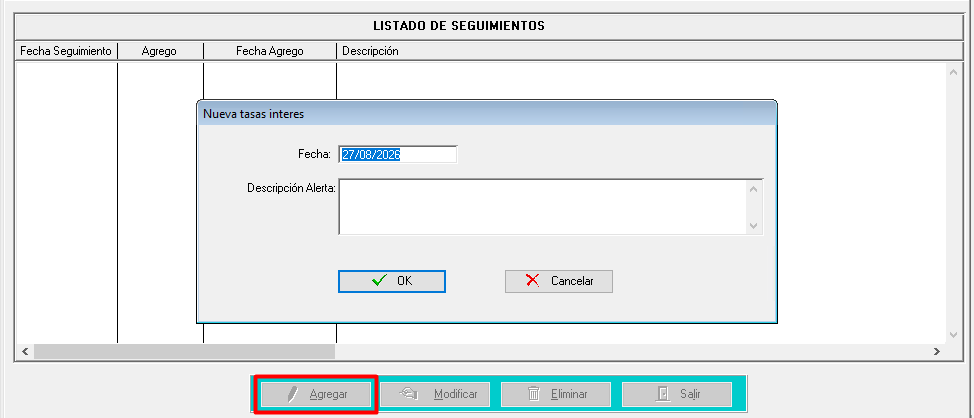 LISTADO DE SEGUIMIENTOS
Fecha Seguimiento Agrego Fecha Agrego Descripción
Nueva tasas interes
Fecha: 27/08/2026
Descripción Alerta:
OK Cancelar
Agregar Modificar Eliminar Salir